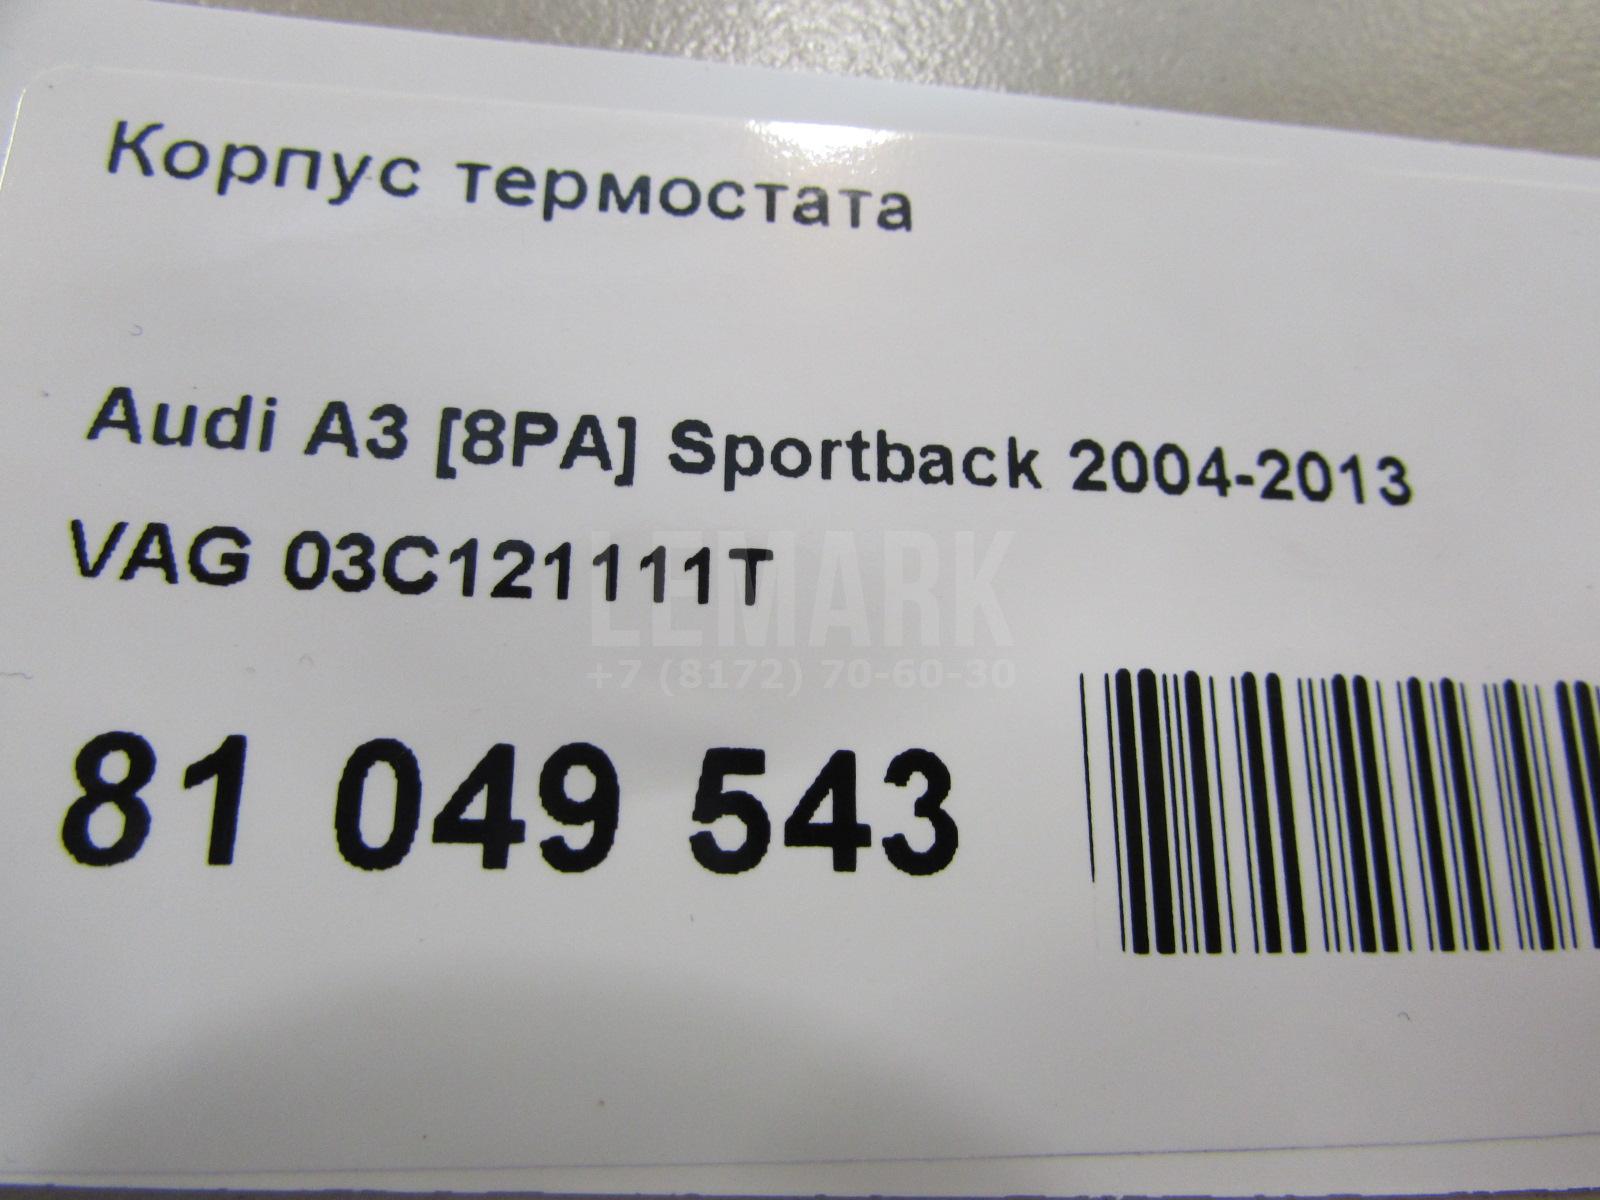 Корпус термостата
Audi A3 [8PA] Sportback 2004-2013
VAG 03C121111T
LEMARK
+7 (8172) 70-60-30
81 049 543